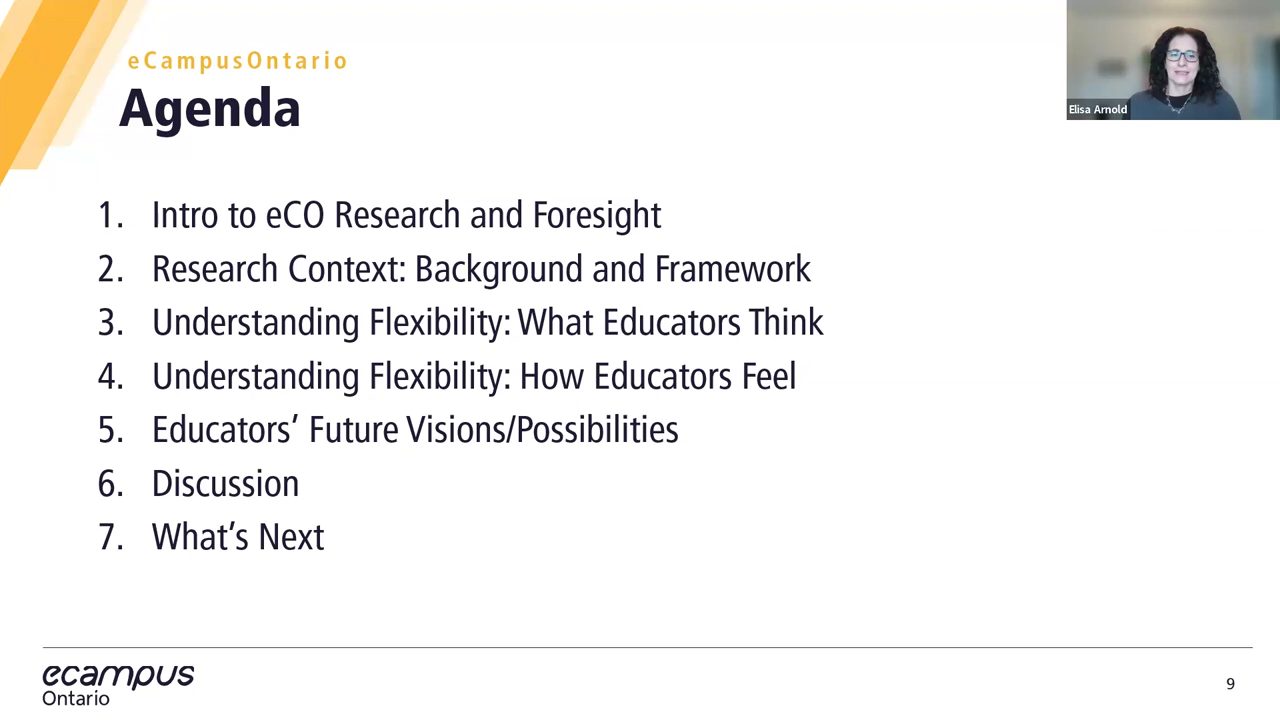 eCampusOntario
Agenda
Elisa Arnold
1. Intro to eCO Research and Foresight
2. Research Context: Background and Framework
3. Understanding Flexibility: What Educators Think
4. Understanding Flexibility: How Educators Feel
5. Educators’ Future Visions/Possibilities
6. Discussion
7. What’s Next
ecampus
Ontario
9